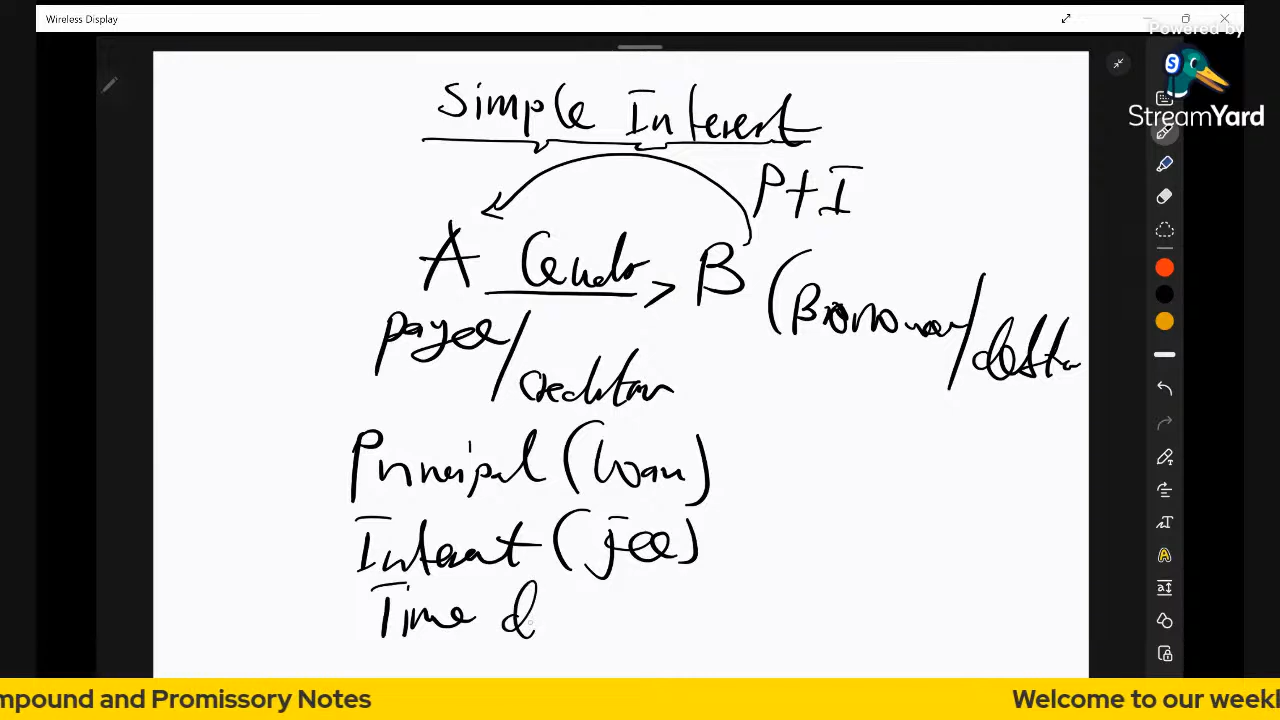 Wireless Display
Powered by
StreamYard
Simple Interest
P+I
A Lends B (Borrower/debtor
payee/creditor
Principal (loan)
Interest (fee)
Time d
mpound and Promissory Notes
Welcome to our weekl